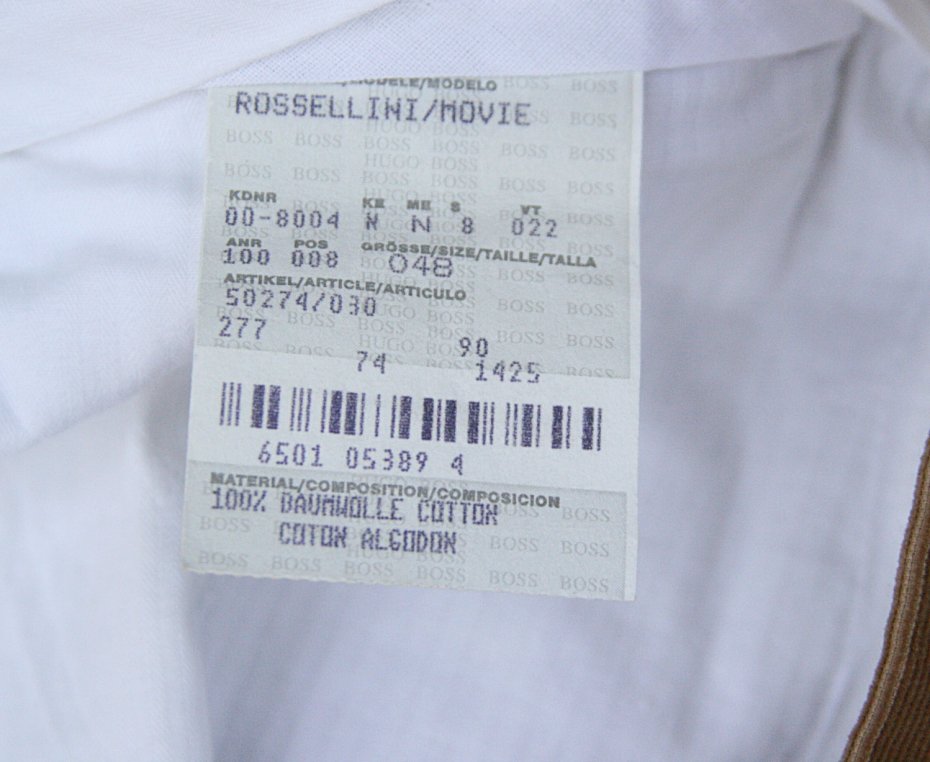 MODELE/MODELO
ROSSELLINI/MOVIE
KDNR KE ME S VT
00-8004 N N 8 022
ANR POS GRÖSSE/SIZE/TAILLE/TALLA
100 008 048
ARTIKEL/ARTICLE/ARTICULO
50274/030
277
90
74 1425
6501 05389 4
MATERIAL/COMPOSITION/COMPOSICION
100% BAUMWOLLE COTTON
COTON ALGODON